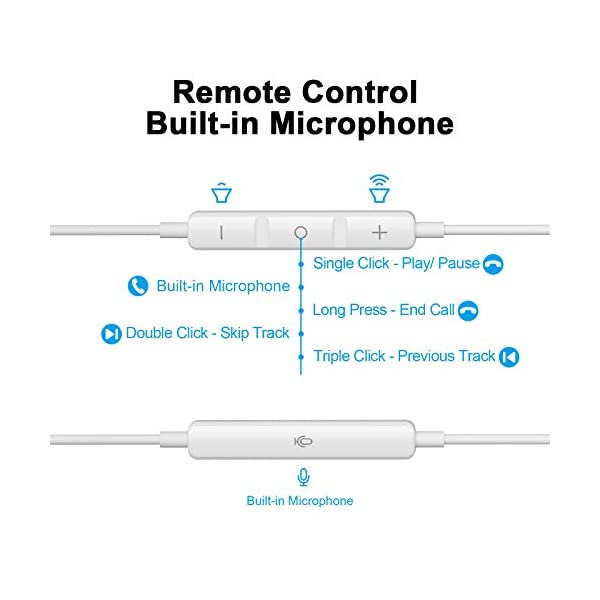 Remote Control
Built-in Microphone
Single Click - Play/ Pause
Built-in Microphone
Long Press - End Call
Double Click - Skip Track
Triple Click - Previous Track
Built-in Microphone